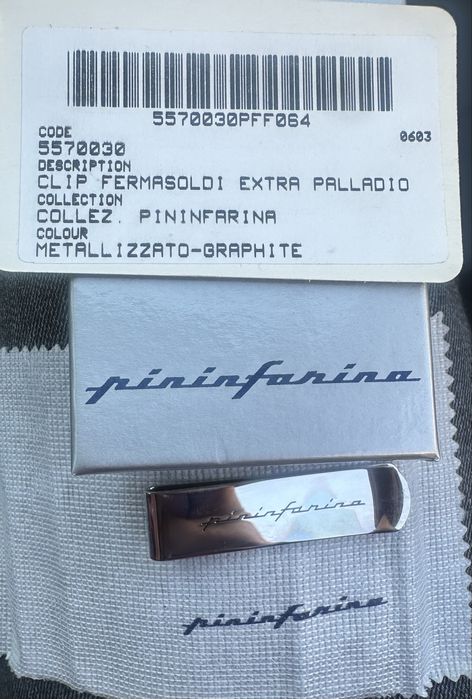 5570030PFF064
CODE
0603
5570030
DESCRIPTION
CLIP FERMASOLDI EXTRA PALLADIO
COLLECTION
COLLEZ. PININFARINA
COLOUR
METALLIZZATO-GRAPHITE
pininfarina
pininfarina
pininfarina